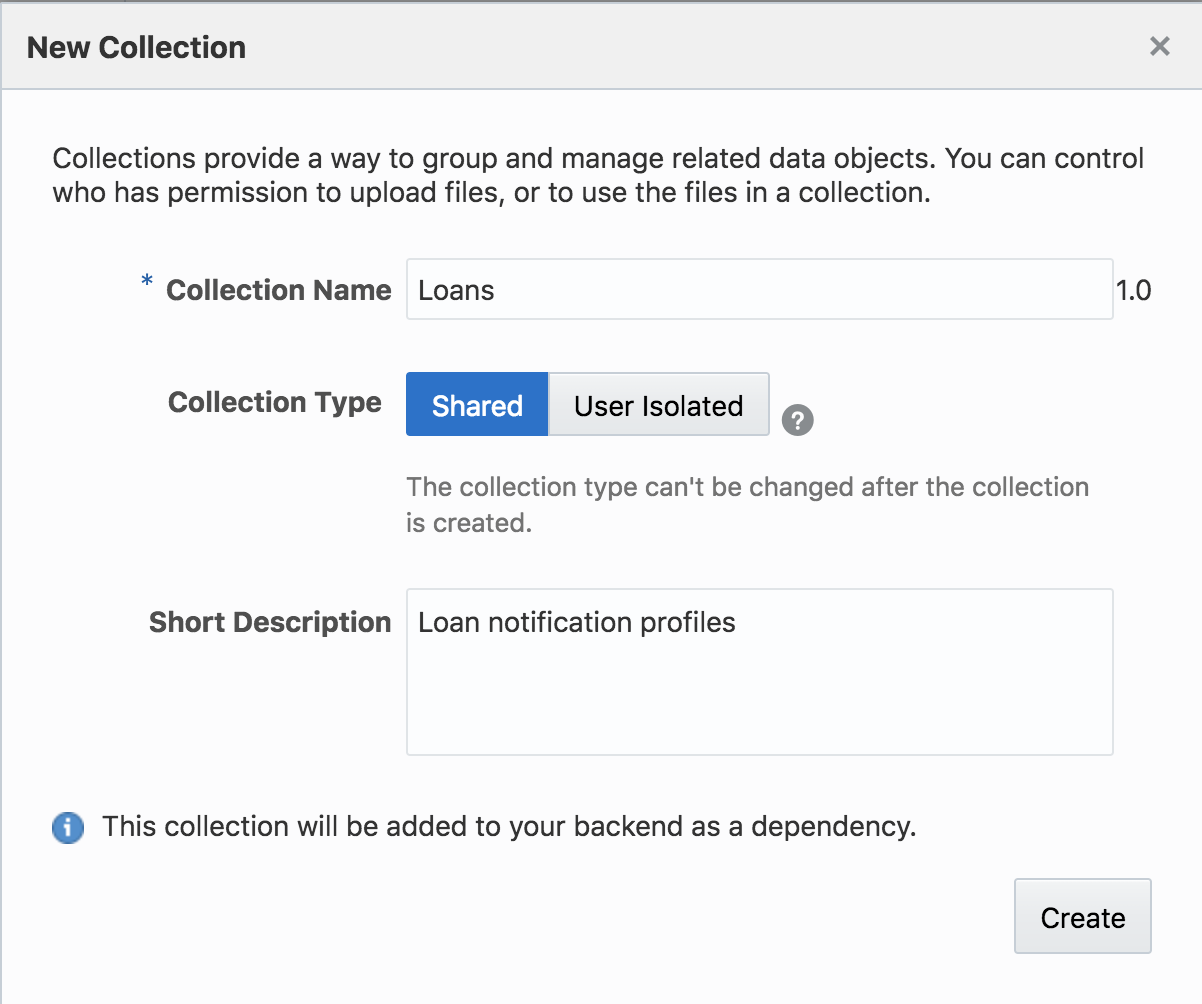 New Collection ×
Collections provide a way to group and manage related data objects. You can control
who has permission to upload files, or to use the files in a collection.
* Collection Name Loans 1.0
Collection Type Shared User Isolated ?
The collection type can't be changed after the collection
is created.
Short Description Loan notification profiles
i This collection will be added to your backend as a dependency.
Create